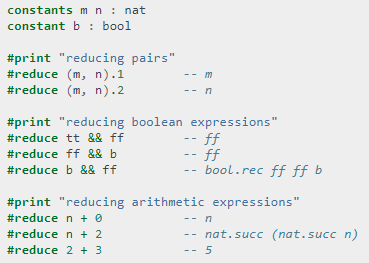 constants m n : nat
constant b : bool
#print "reducing pairs"
#reduce (m, n).1 -- m
#reduce (m, n).2 -- n
#print "reducing boolean expressions"
#reduce tt && ff -- ff
#reduce ff && b -- ff
#reduce b && ff -- bool.rec ff ff b
#print "reducing arithmetic expressions"
#reduce n + 0 -- n
#reduce n + 2 -- nat.succ (nat.succ n)
#reduce 2 + 3 -- 5